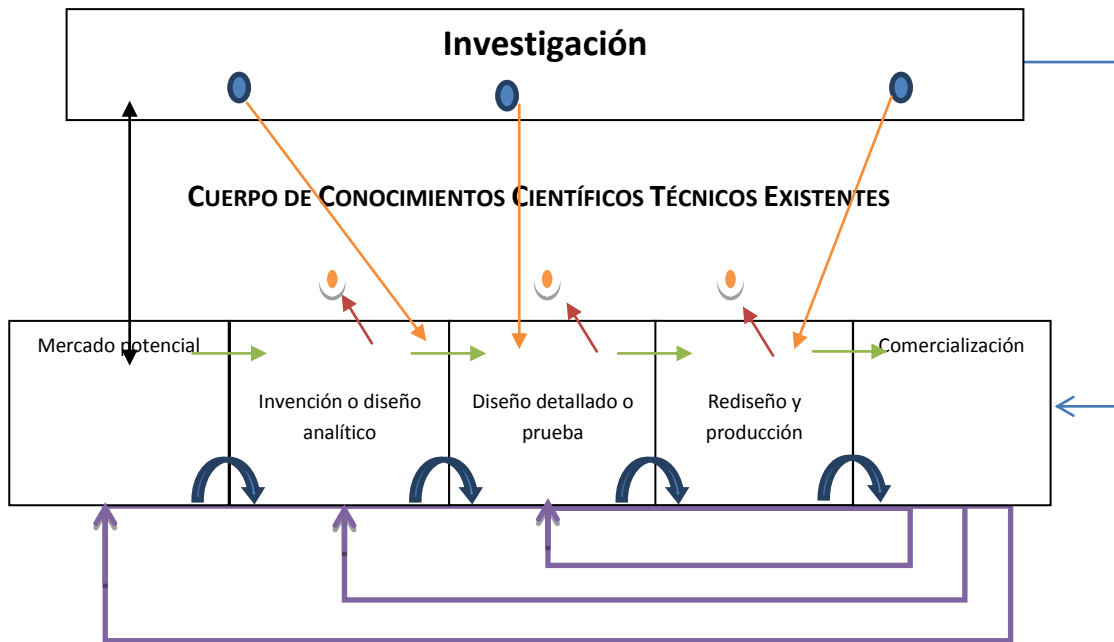 Investigación
CUERPO DE CONOCIMIENTOS CIENTÍFICOS TÉCNICOS EXISTENTES
Mercado potencial
Invención o diseño
analítico
Diseño detallado o
prueba
Rediseño y
producción
Comercialización